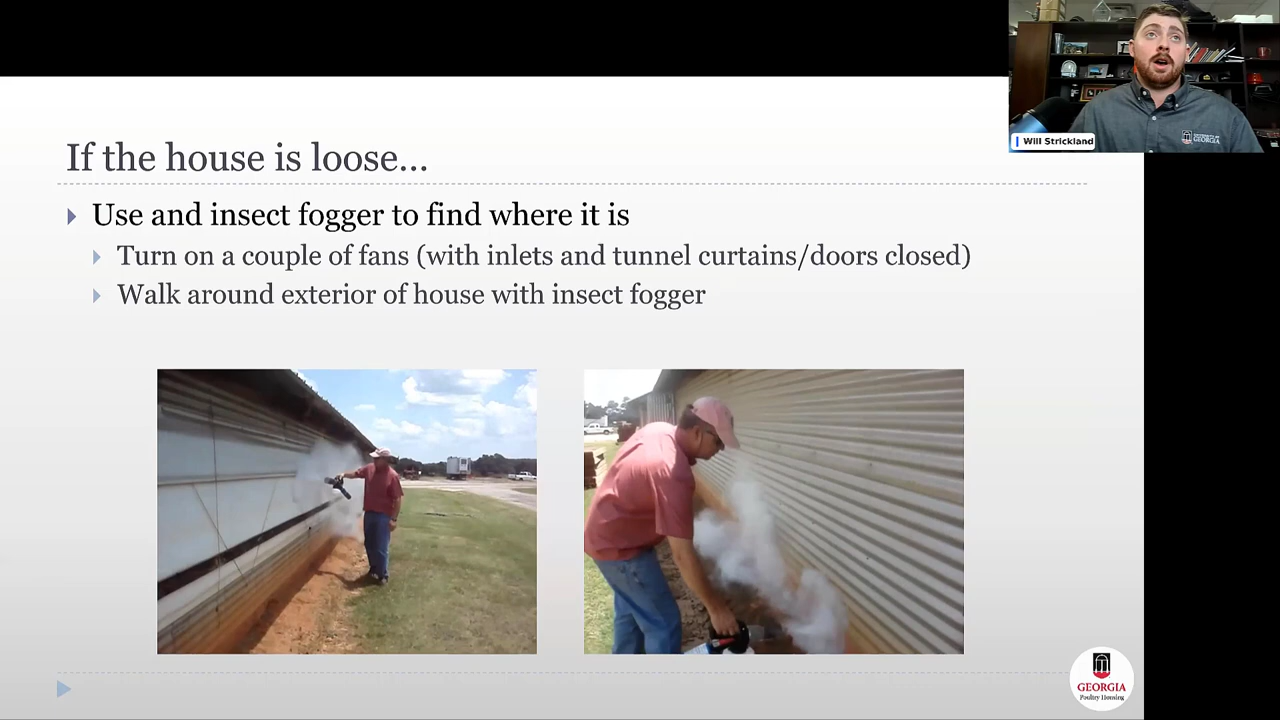 If the house is loose...
Use and insect fogger to find where it is
Turn on a couple of fans (with inlets and tunnel curtains/doors closed)
Walk around exterior of house with insect fogger
Will Strickland
GEORGIA
GEORGIA
Poultry Housing